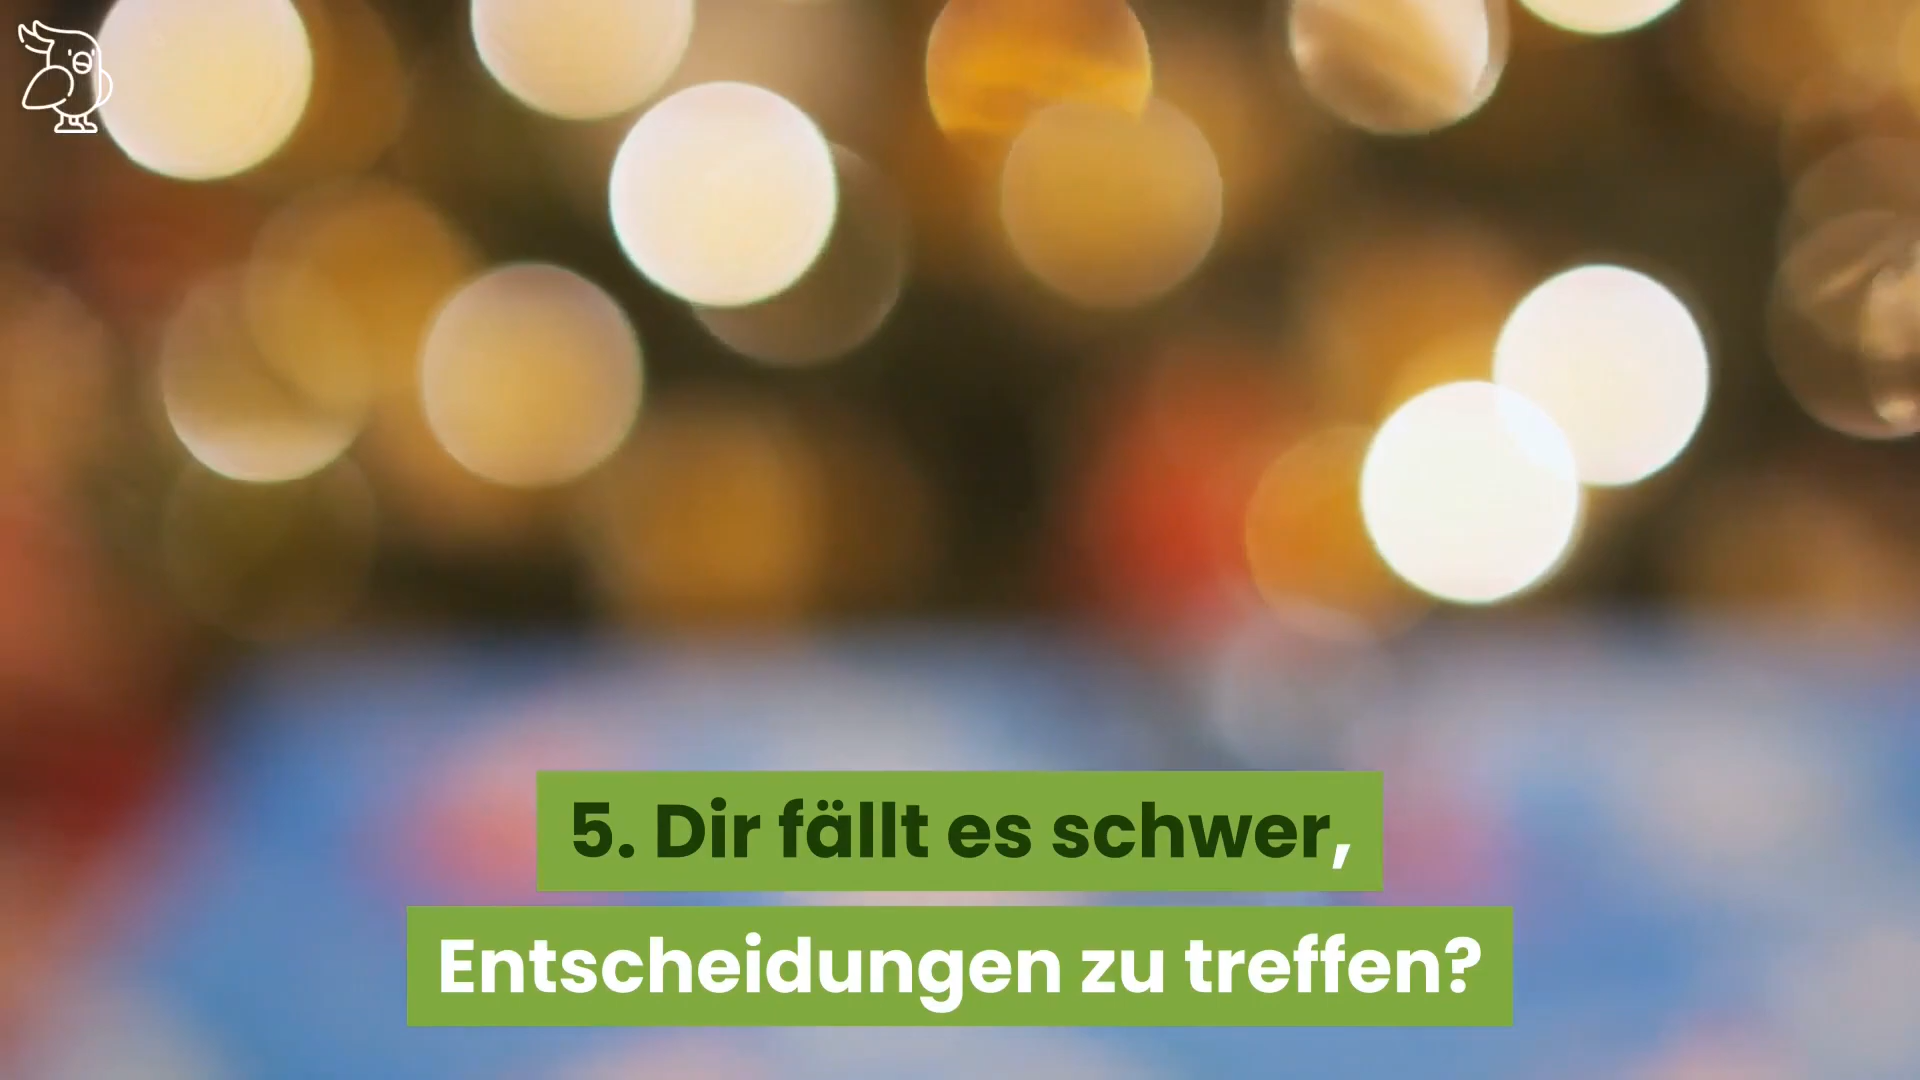 5. Dir fällt es schwer,
Entscheidungen zu treffen?